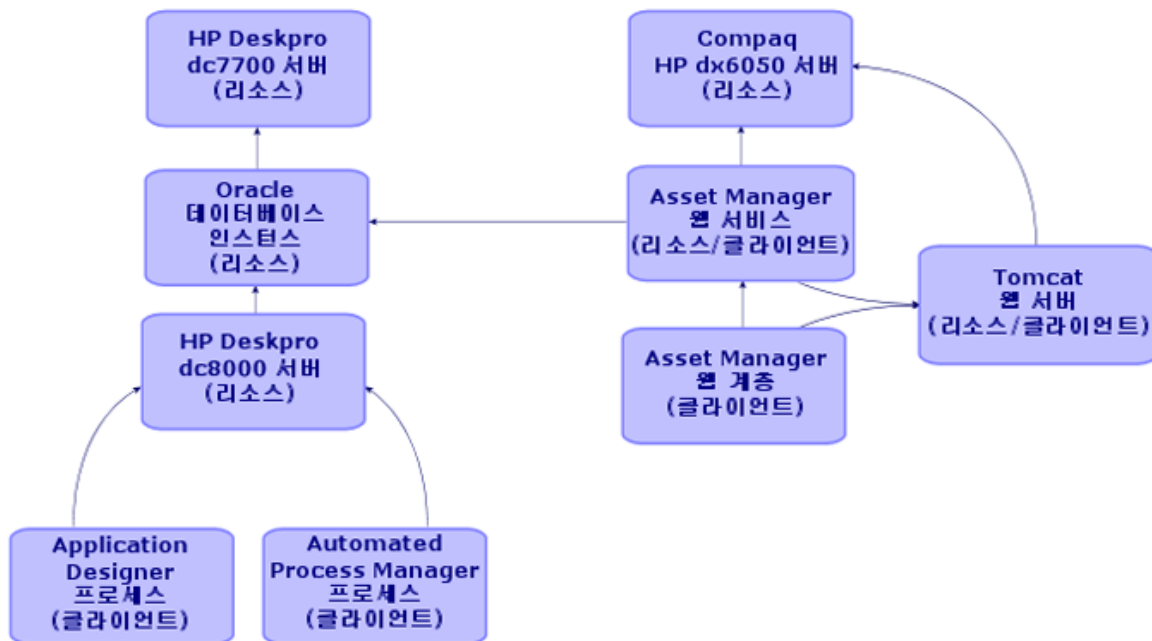 HP Deskpro
dc7700 서버
(리소스)
Compaq
HP dx6050 서버
(리소스)
Oracle
데이터베이스
인스턴스
(리소스)
Asset Manager
웹 서비스
(리소스/클라이언트)
Tomcat
웹 서버
(리소스/클라이언트)
HP Deskpro
dc8000 서버
(리소스)
Asset Manager
웹 계층
(클라이언트)
Application
Designer
프로세스
(클라이언트)
Automated
Process Manager
프로세스
(클라이언트)